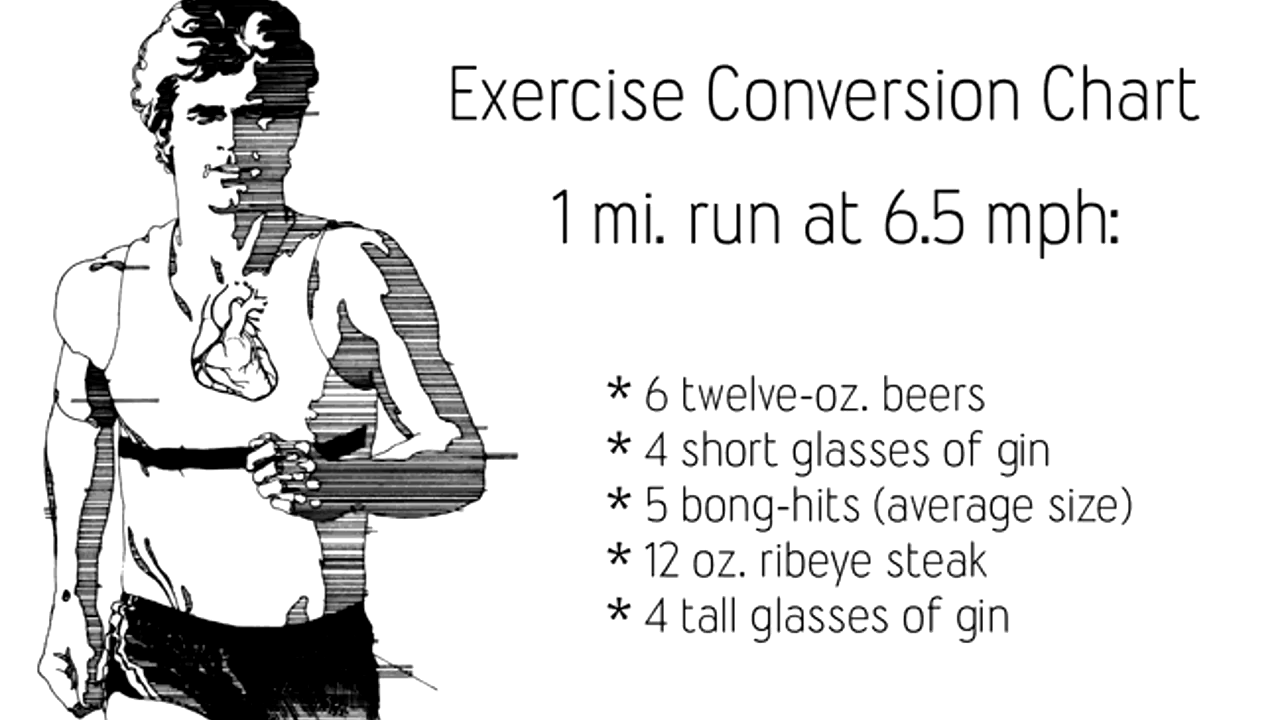 Exercise Conversion Chart
1 mi. run at 6.5 mph:
* 6 twelve-oz. beers
* 4 short glasses of gin
* 5 bong-hits (average size)
* 12 oz. ribeye steak
* 4 tall glasses of gin